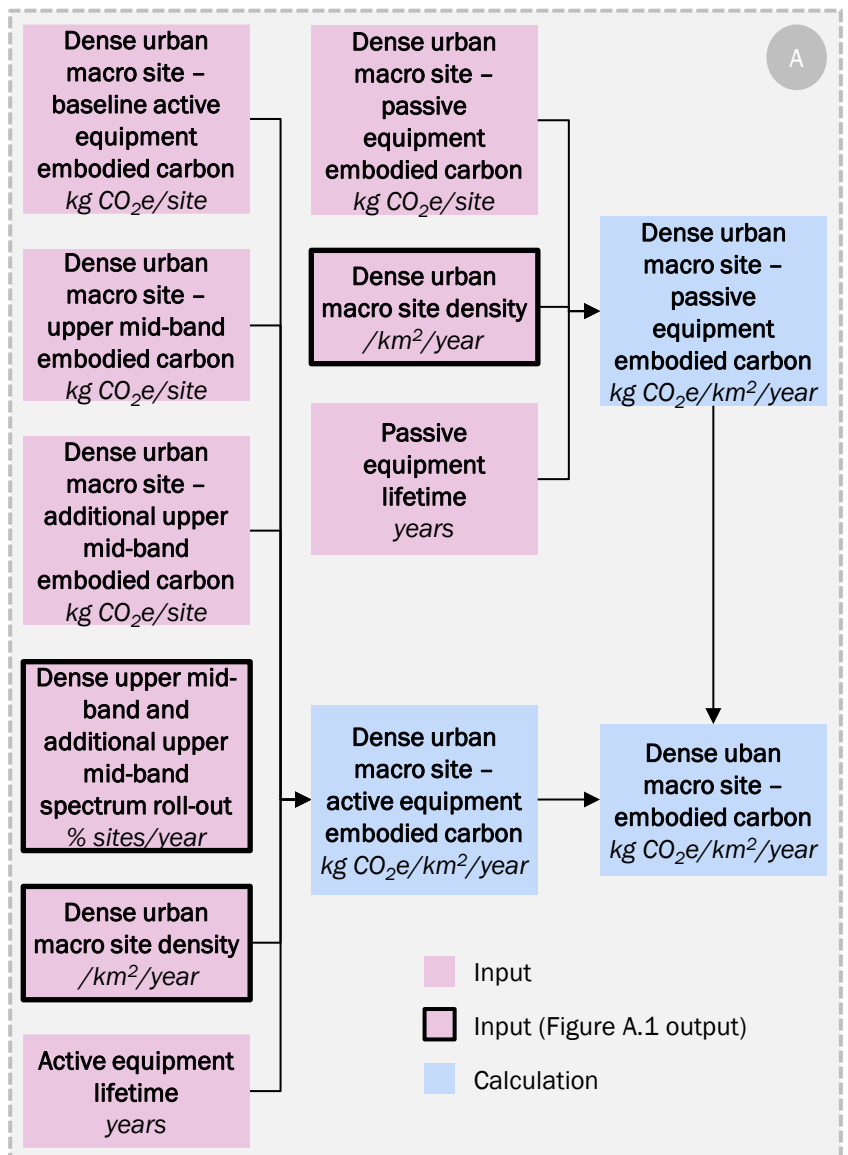 Dense urban
macro site –
baseline active
equipment
embodied carbon
kg CO₂e/site
Dense urban
macro site –
upper mid-band
embodied carbon
kg CO₂e/site
Dense urban
macro site –
additional upper
mid-band
embodied carbon
kg CO₂e/site
Dense upper mid-
band and
additional upper
mid-band
spectrum roll-out
% sites/year
Dense urban
macro site density
/km²/year
Active equipment
lifetime
years
Dense urban
macro site –
passive
equipment
embodied carbon
kg CO₂e/site
Dense urban
macro site density
/km²/year
Passive
equipment
lifetime
years
Dense urban
macro site –
active equipment
embodied carbon
kg CO₂e/km²/year
A
Dense urban
macro site –
passive
equipment
embodied carbon
kg CO₂e/km²/year
Dense uban
macro site –
embodied carbon
kg CO₂e/km²/year
Input
Input (Figure A.1 output)
Calculation